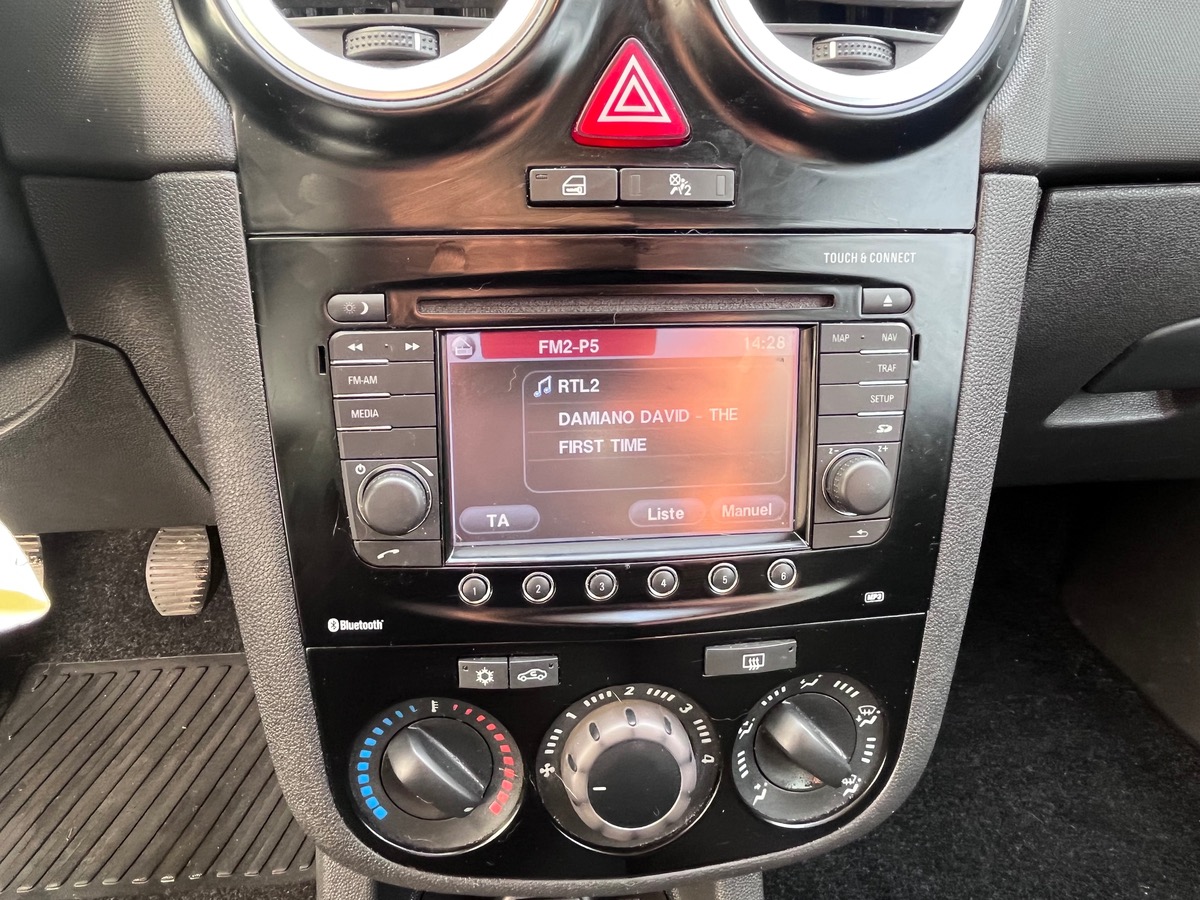 2
TOUCH & CONNECT
FM2-P5
14:28
MAP
NAV
RTL2
TRAF
FM-AM
DAMIANO DAVID - THE
SETUP
MEDIA
FIRST TIME
z-
z+
TA
Liste
Manuel
1
2
3
4
5
6
MP3
Bluetooth
1
2
3
4